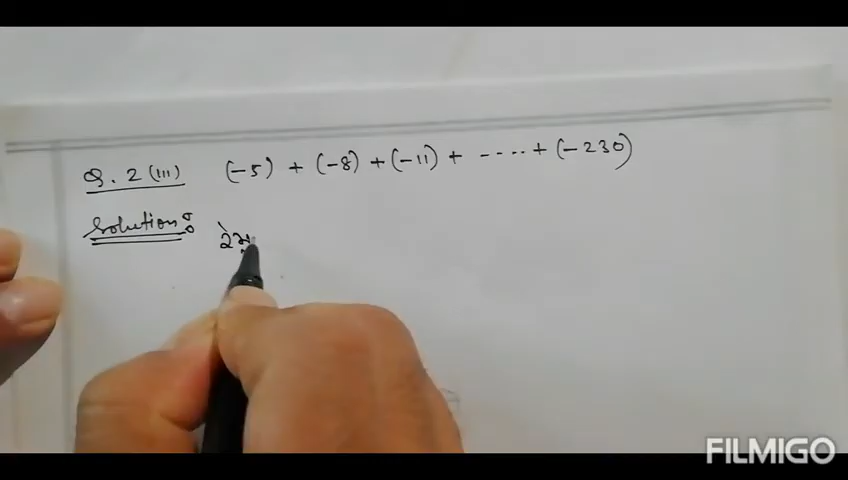 Q. 2 (III) (-5) + (-8) + (-11) + ----- + (-230)
Solution :
FILMIGO